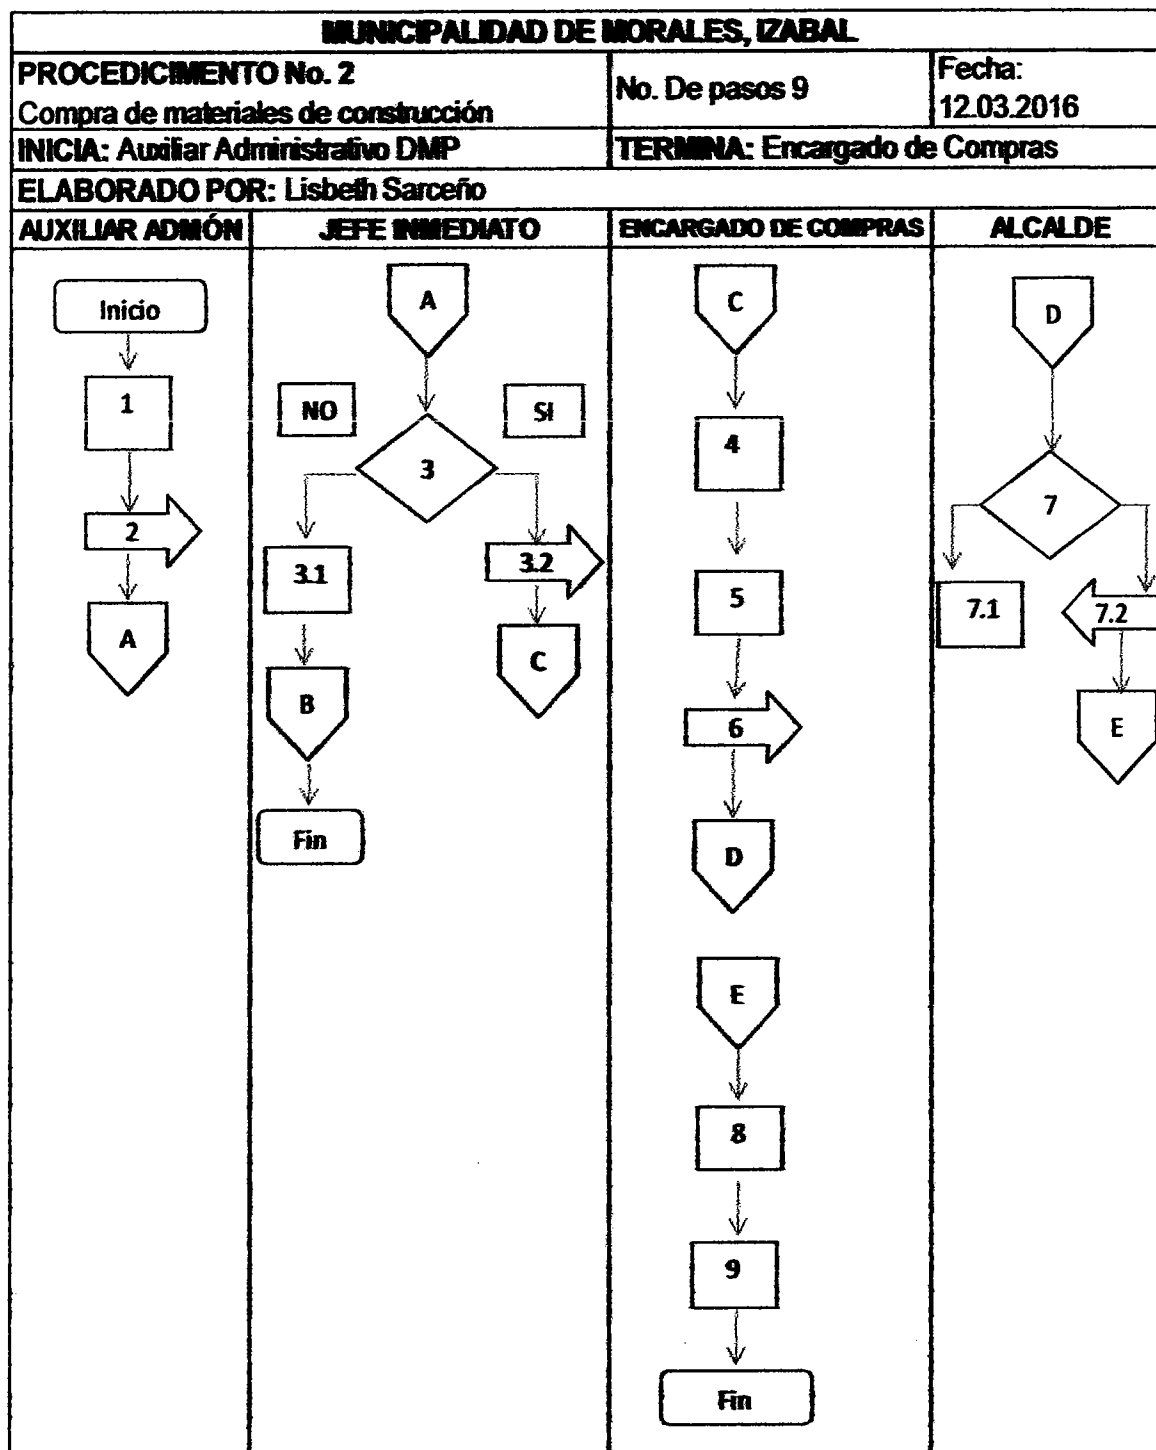 MUNICIPALIDAD DE MORALES, IZABAL
PROCEDICIMENTO No. 2
Compra de materiales de construcción
No. De pasos 9
Fecha:
12.03.2016
INICIA: Auxiliar Administrativo DMP
TERMINA: Encargado de Compras
ELABORADO POR: Lisbeth Sarceño
AUXILIAR ADMÓN
JEFE INMEDIATO
ENCARGADO DE COMPRAS
ALCALDE
Inicio
1
2
A
A
NO
SI
3
3.1
3.2
B
C
Fin
C
4
5
6
D
E
8
9
Fin
D
7
7.1
7.2
E